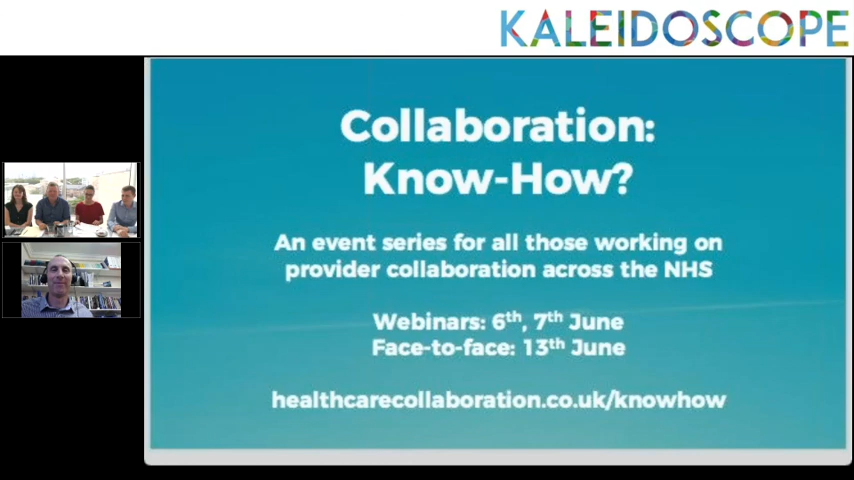 KALEIDOSCOPE
Collaboration:
Know-How?
An event series for all those working on
provider collaboration across the NHS
Webinars: 6th, 7th June
Face-to-face: 13th June
healthcarecollaboration.co.uk/knowhow